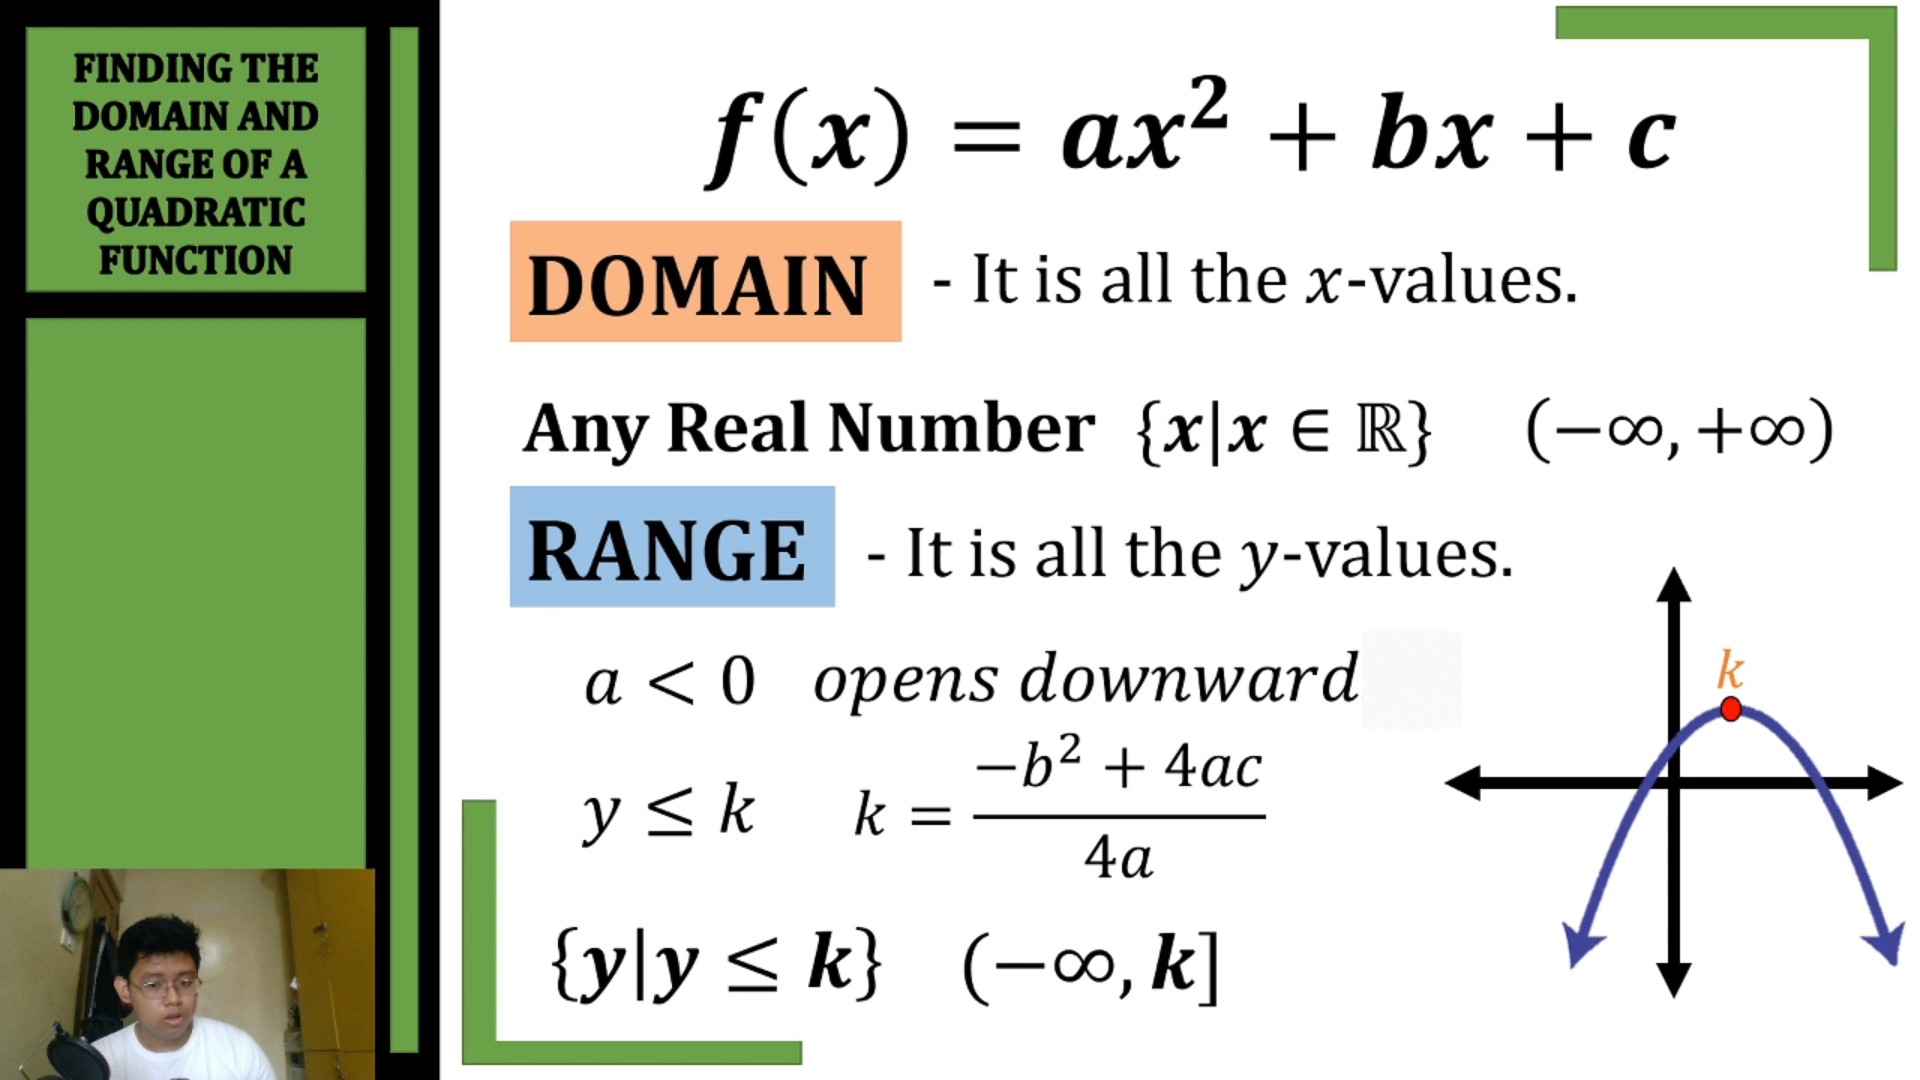 FINDING THE
DOMAIN AND
RANGE OF A
QUADRATIC
FUNCTION
f(x) = ax² + bx + c
DOMAIN - It is all the x-values.
Any Real Number {x|x ∈ ℝ} (−∞, +∞)
RANGE - It is all the y-values.
a < 0 opens downward
k
y ≤ k k = (−b² + 4ac)/4a
{y|y ≤ k} (−∞, k]